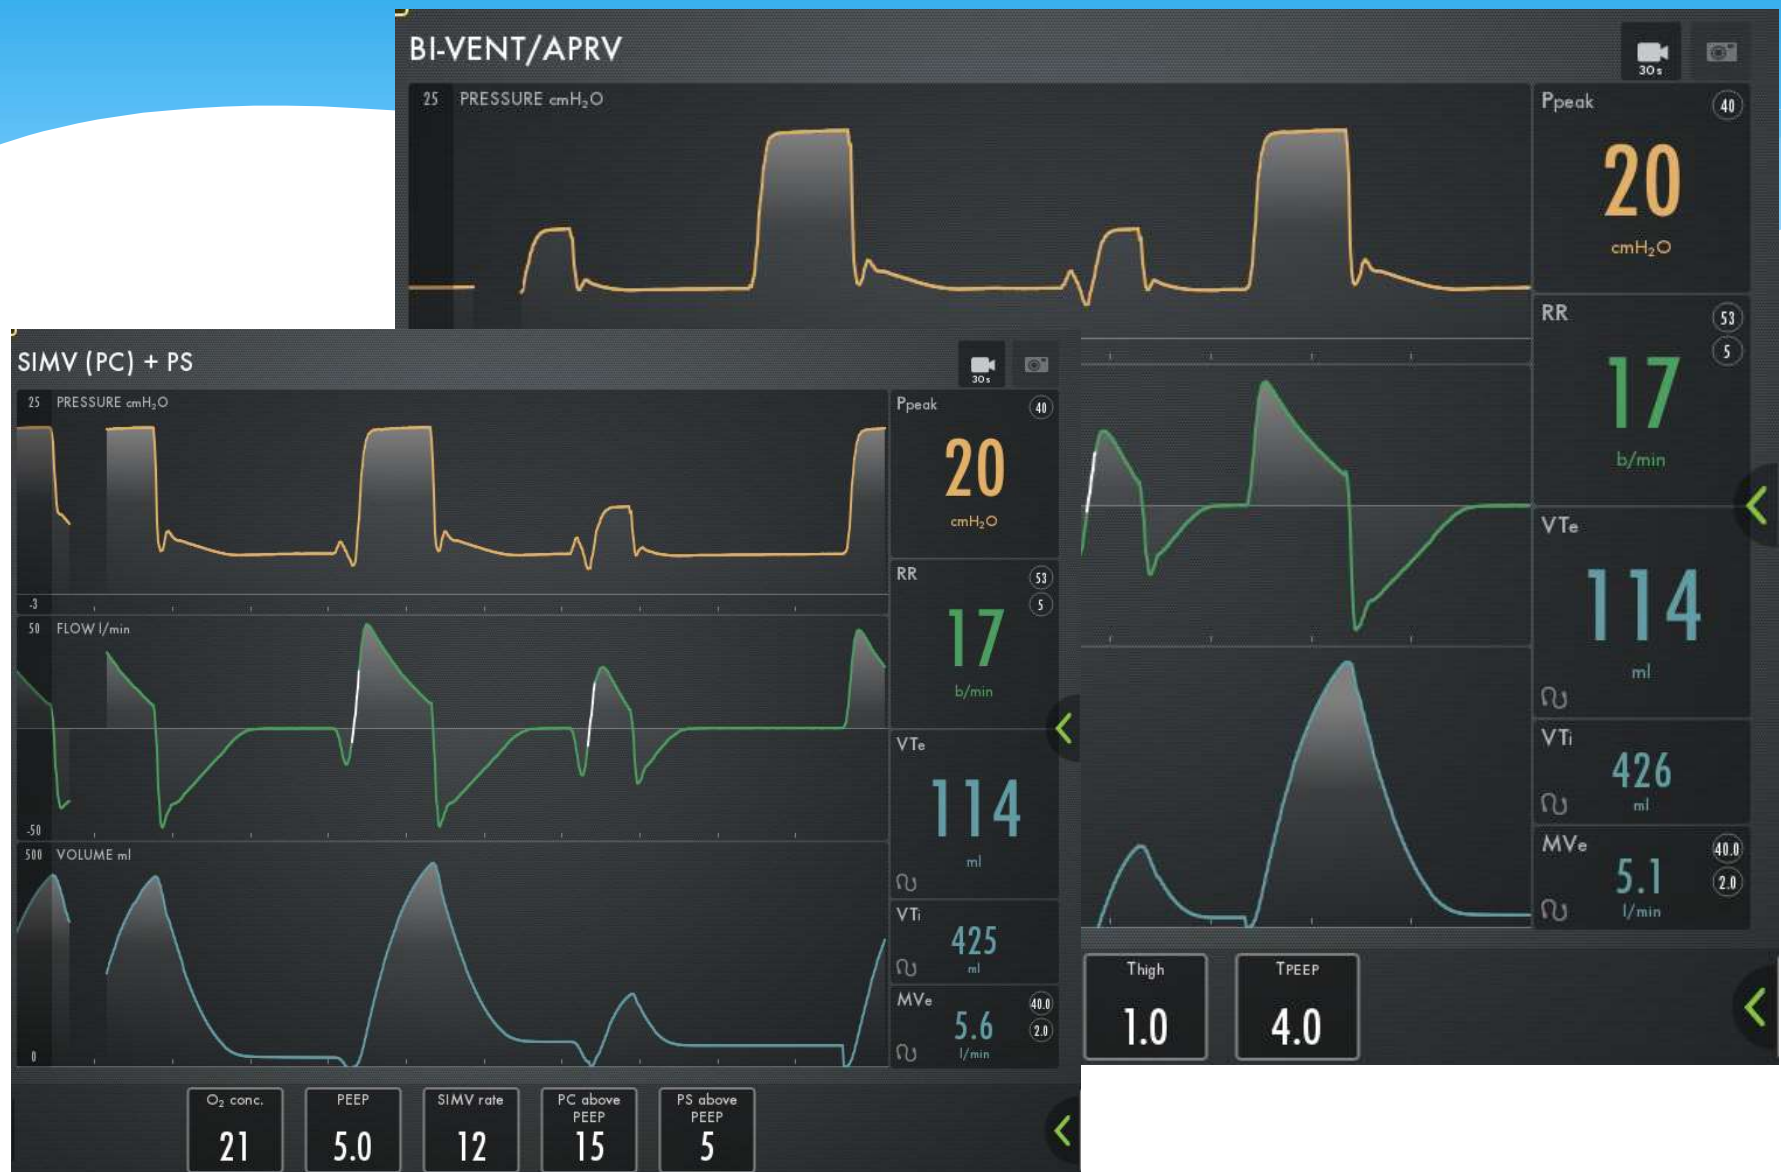 BI-VENT/APRV
30 s
25 PRESSURE cmH₂O
Ppeak 40
20
cmH₂O
RR 53
5
17
b/min
VTe
114
ml
VTi
426
ml
MVe 40.0
5.1 2.0
l/min
Thigh
1.0
TPEEP
4.0
SIMV (PC) + PS
30 s
25 PRESSURE cmH₂O
-3
50 FLOW l/min
-50
500 VOLUME ml
0
Ppeak 40
20
cmH₂O
RR 53
5
17
b/min
VTe
114
ml
VTi
425
ml
MVe 40.0
5.6 2.0
l/min
O₂ conc.
21
PEEP
5.0
SIMV rate
12
PC above
PEEP
15
PS above
PEEP
5